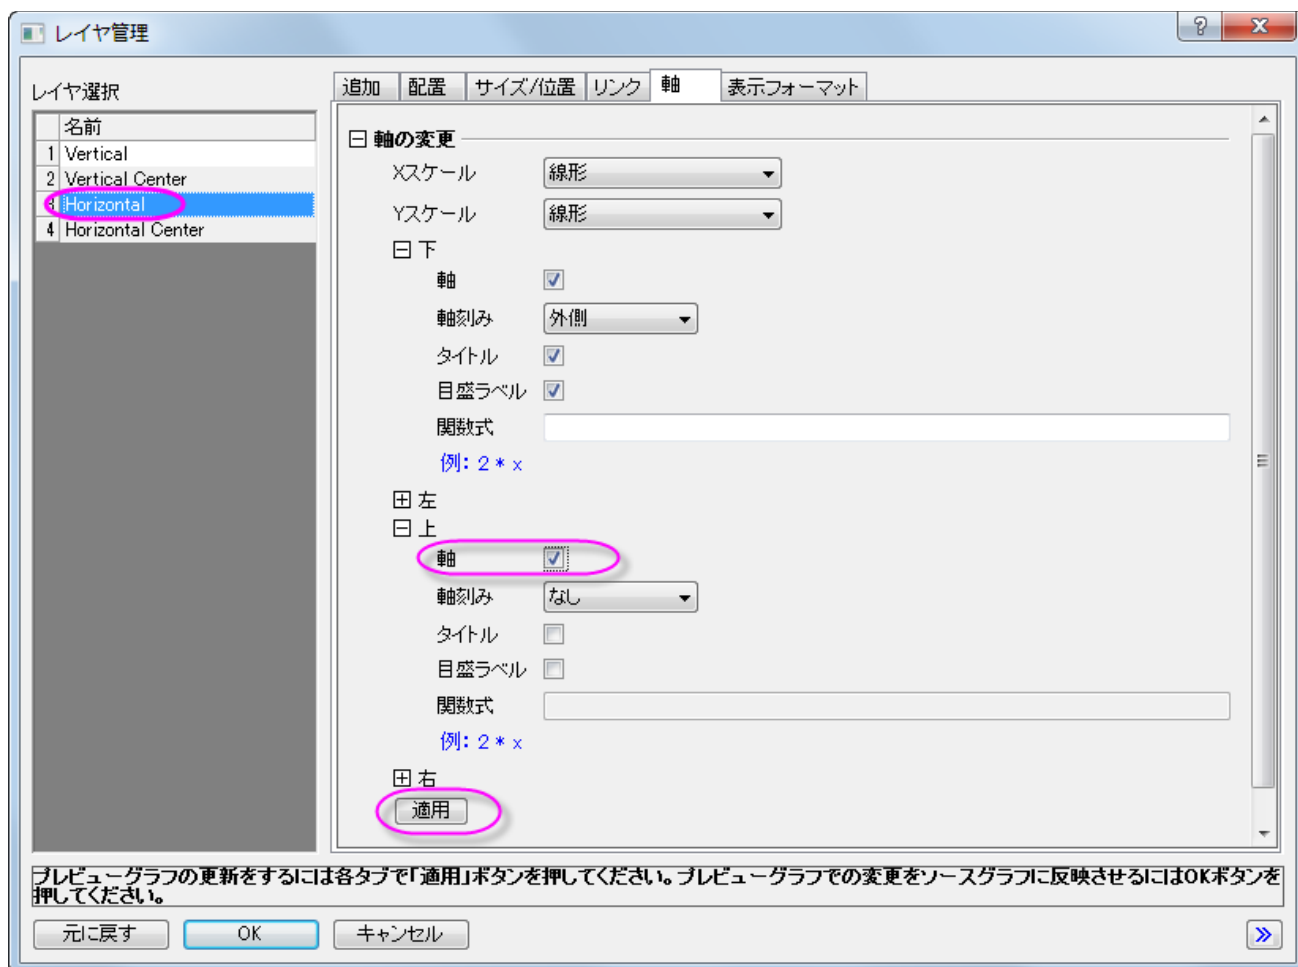 レイヤ管理
レイヤ選択
名前
1 Vertical
2 Vertical Center
3 Horizontal
4 Horizontal Center
追加 配置 サイズ/位置 リンク 軸 表示フォーマット
軸の変更
Xスケール 線形
Yスケール 線形
下
軸
軸刻み 外側
タイトル
目盛ラベル
関数式
例: 2 * x
左
上
軸
軸刻み なし
タイトル
目盛ラベル
関数式
例: 2 * x
右
適用
プレビューグラフの更新をするには各タブで「適用」ボタンを押してください。プレビューグラフでの変更をソースグラフに反映させるにはOKボタンを
押してください。
元に戻す OK キャンセル